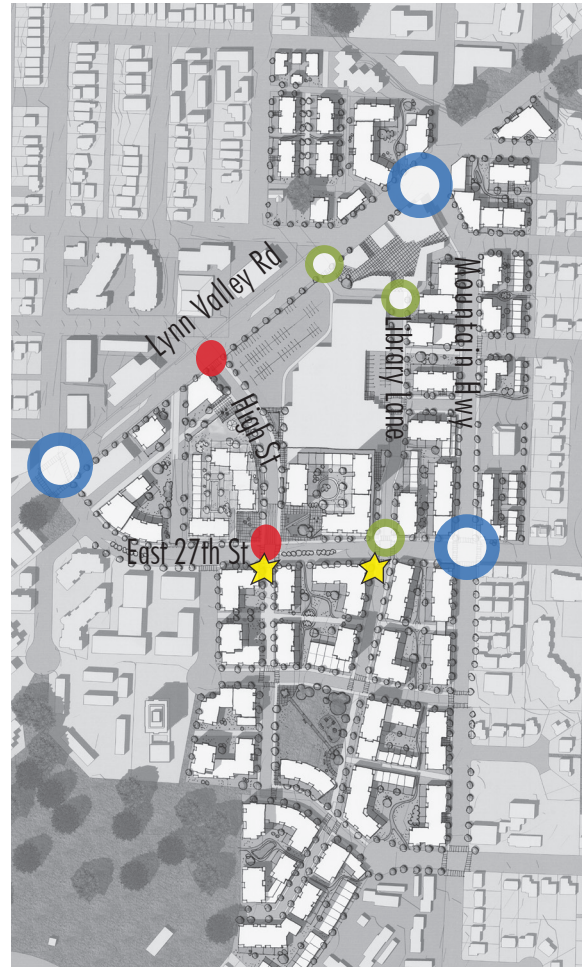 Lynn Valley Rd
Mountain Hwy
Library Lane
High St
East 27th St